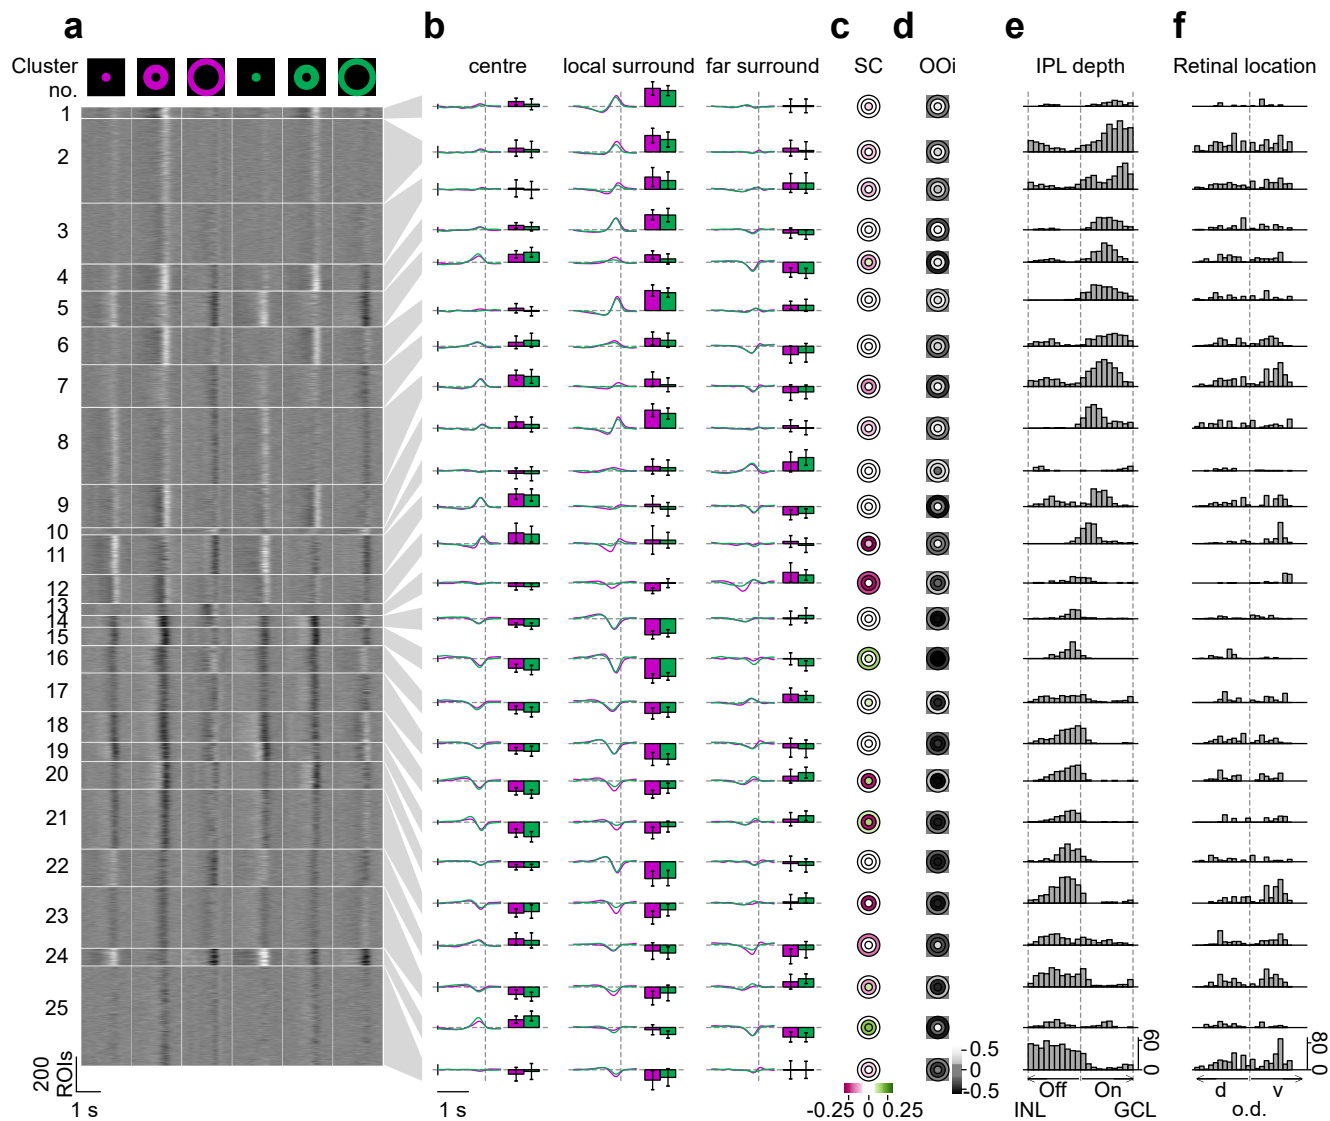 a
b
c
d
e
f
Cluster
no.
centre
local surround
far surround
SC
OOi
IPL depth
Retinal location
1
2
3
4
5
6
7
8
9
10
11
12
13
14
15
16
17
18
19
20
21
22
23
24
25
200
ROIs
1 s
1 s
-0.25 0 0.25
0.5
0
-0.5
60
0
Off On
INL GCL
80
0
d v
o.d.